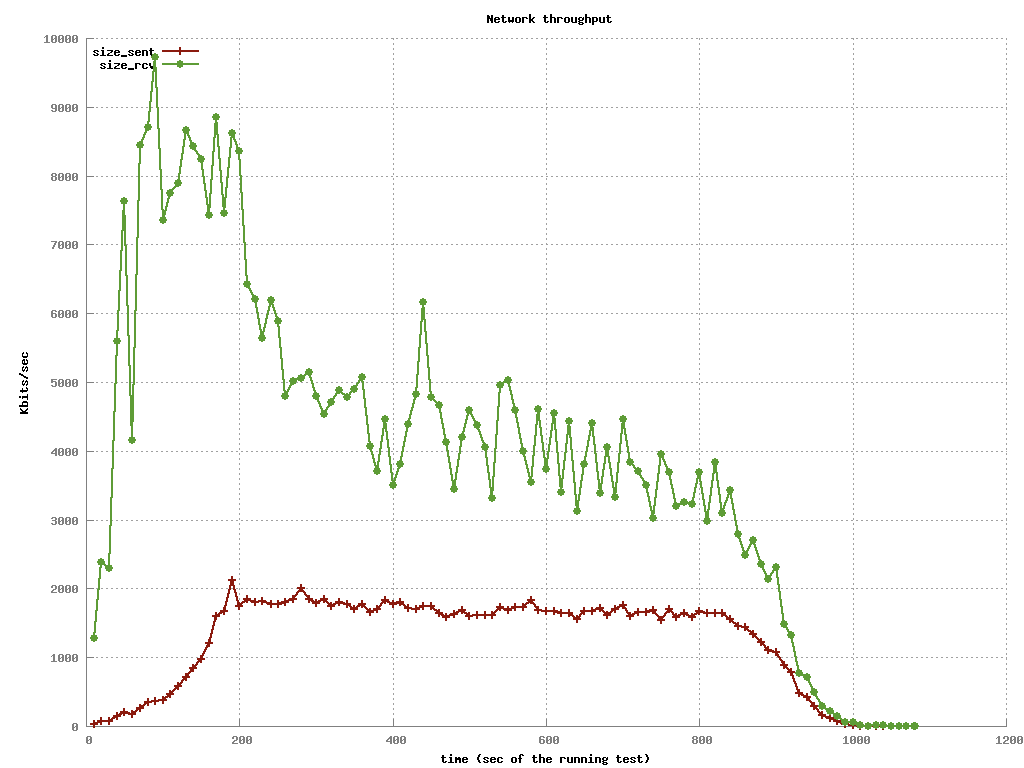 Network throughput
size_sent
size_rcv
10000
9000
8000
7000
6000
5000
4000
3000
2000
1000
0
Kbits/sec
0 200 400 600 800 1000 1200
time (sec of the running test)